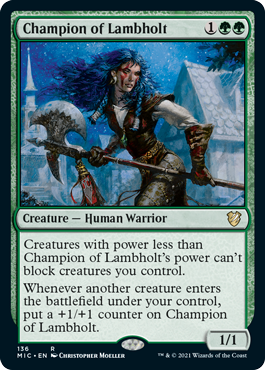 Champion of Lambholt 1
Creature — Human Warrior
Creatures with power less than
Champion of Lambholt's power can't
block creatures you control.
Whenever another creature enters
the battlefield under your control,
put a +1/+1 counter on Champion
of Lambholt.
1/1
136 R
MIC • EN Christopher Moeller ™ & © 2021 Wizards of the Coast